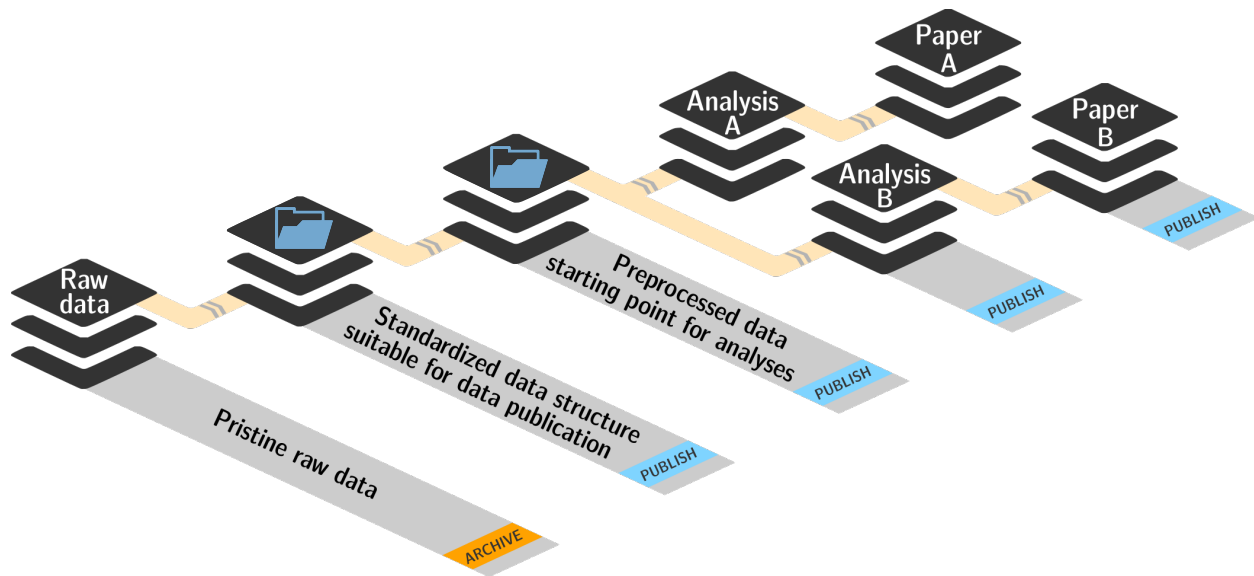 Paper
A
Analysis
A
Paper
B
Analysis
B
PUBLISH
PUBLISH
Preprocessed data
starting point for analyses
PUBLISH
Raw
data
Standardized data structure
suitable for data publication
PUBLISH
Pristine raw data
ARCHIVE